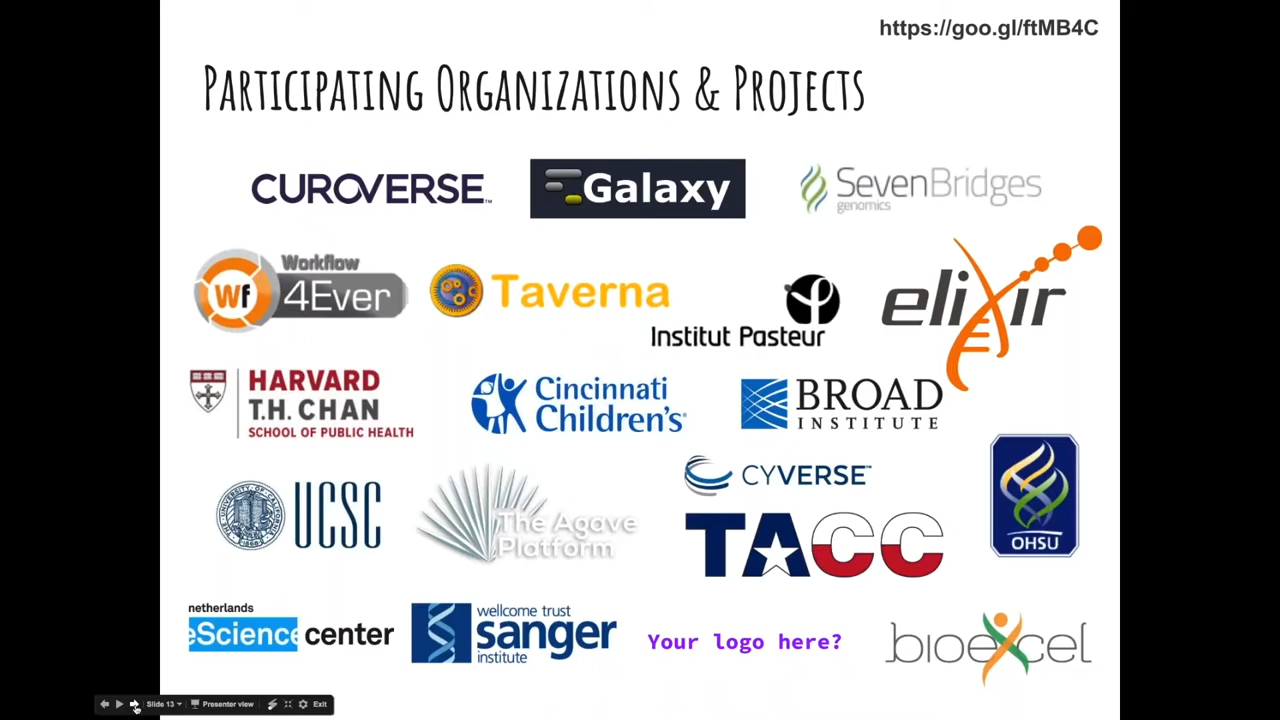 https://goo.gl/ftMB4C
PARTICIPATING ORGANIZATIONS & PROJECTS
CUROVERSE™
Galaxy
SevenBridges
genomics
Workflow
Wf 4Ever
Taverna
Institut Pasteur
elixir
HARVARD
T.H. CHAN
SCHOOL OF PUBLIC HEALTH
Cincinnati
Children's®
BROAD
INSTITUTE
UCSC
The Agave
Platform
CYVERSE™
TACC
OHSU
netherlands
eScience center
wellcome trust
sanger
institute
Your logo here?
bioexcel
Slide 13
Presenter view
Exit